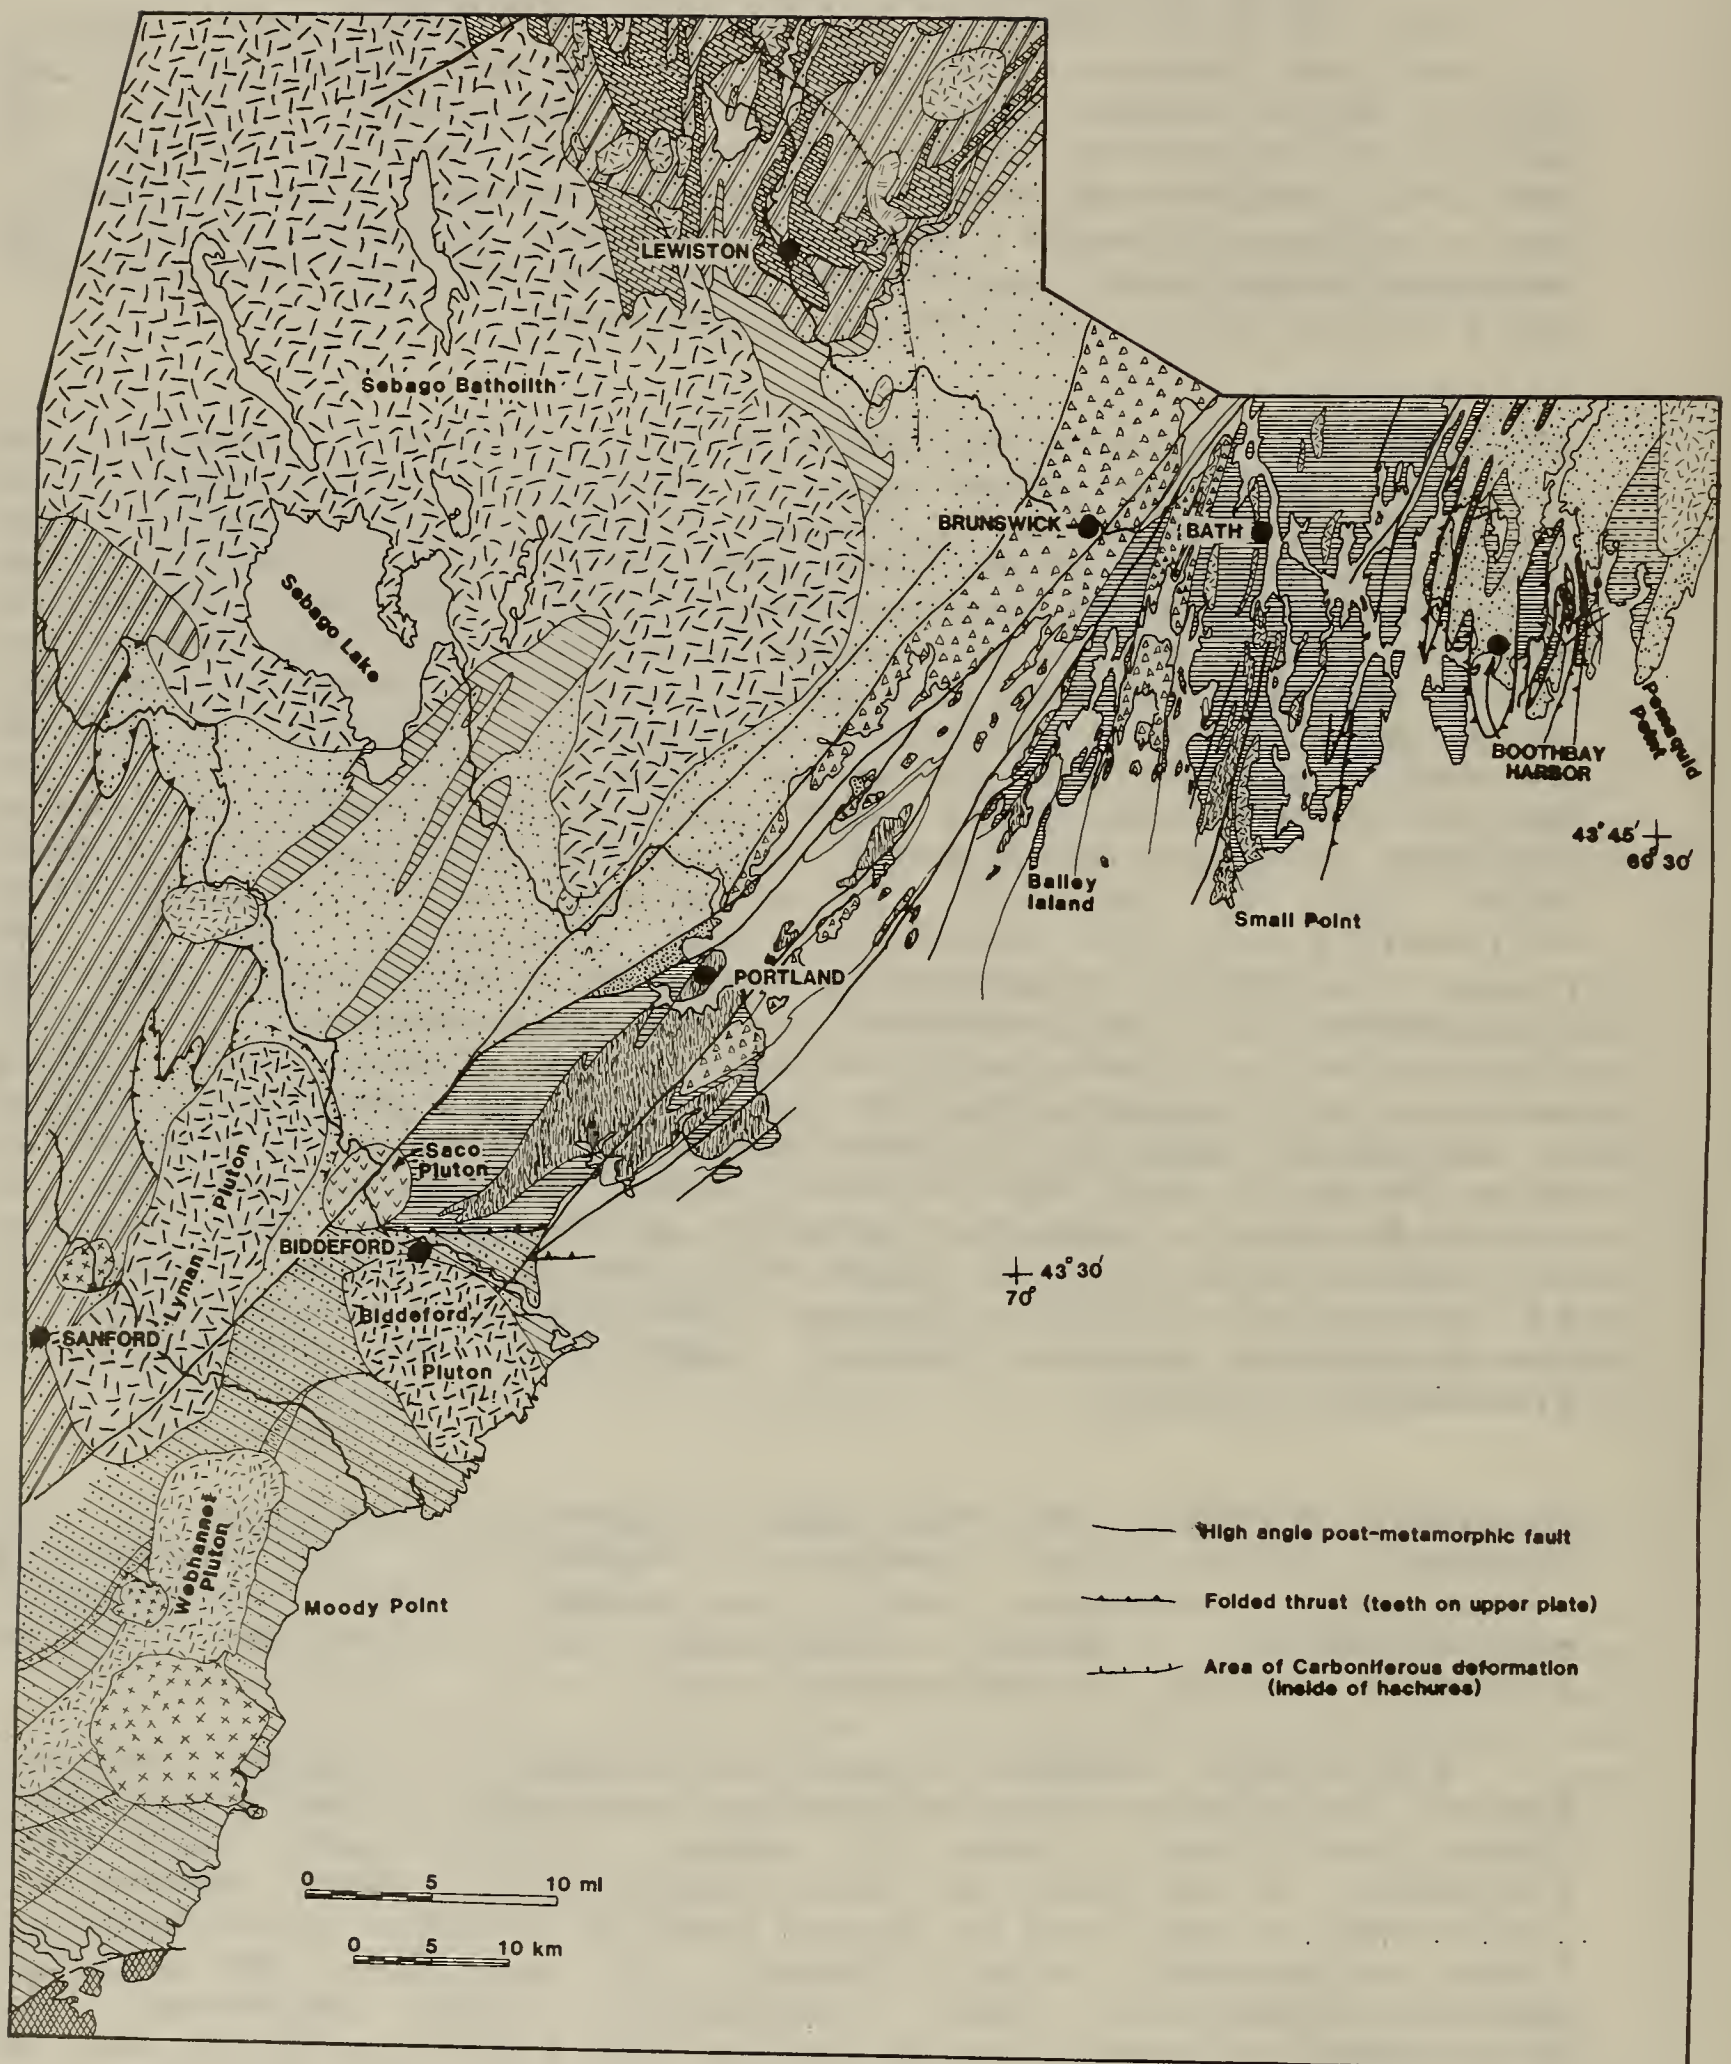 LEWISTON
Sebago Batholith
BRUNSWICK
BATH
Sebago Lake
Pemaquid
Point
BOOTHBAY
HARBOR
43° 45'
69° 30'
Bailey
Island
Small Point
PORTLAND
Saco
Pluton
Lyman Pluton
BIDDEFORD
43° 30'
70°
Biddeford
Pluton
SANFORD
Webhannet
Pluton
High angle post-metamorphic fault
Folded thrust (teeth on upper plate)
Moody Point
Area of Carboniferous deformation
(inside of hachures)
0 5 10 mi
0 5 10 km